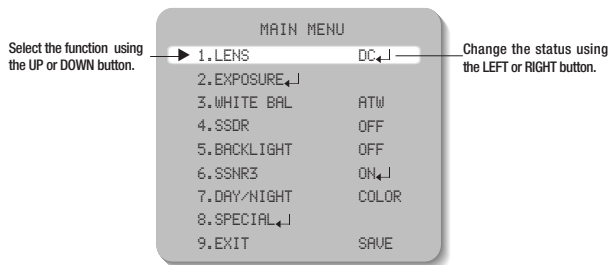 MAIN MENU
Select the function using
the UP or DOWN button.
▶ 1.LENS DC↵
Change the status using
the LEFT or RIGHT button.
2.EXPOSURE↵
3.WHITE BAL ATW
4.SSDR OFF
5.BACKLIGHT OFF
6.SSNR3 ON↵
7.DAY/NIGHT COLOR
8.SPECIAL↵
9.EXIT SAVE